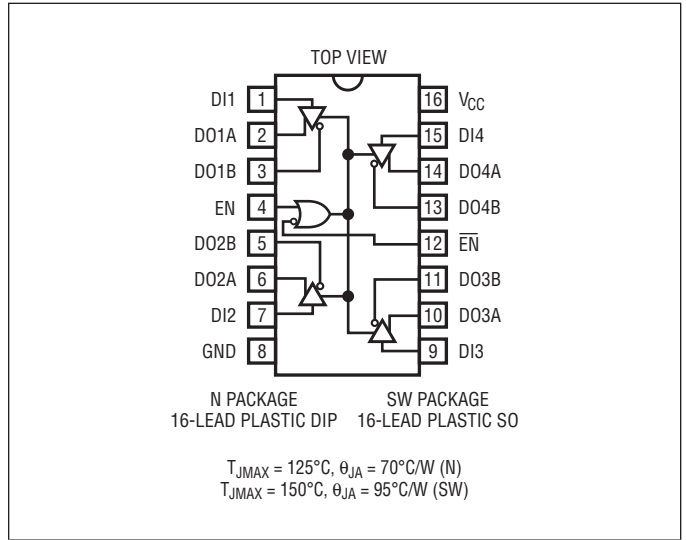 TOP VIEW
DI1 1
DO1A 2
DO1B 3
EN 4
DO2B 5
DO2A 6
DI2 7
GND 8
16 VCC
15 DI4
14 DO4A
13 DO4B
12 E̅N̅
11 DO3B
10 DO3A
9 DI3
N PACKAGE
16-LEAD PLASTIC DIP
SW PACKAGE
16-LEAD PLASTIC SO
TJMAX = 125°C, θJA = 70°C/W (N)
TJMAX = 150°C, θJA = 95°C/W (SW)